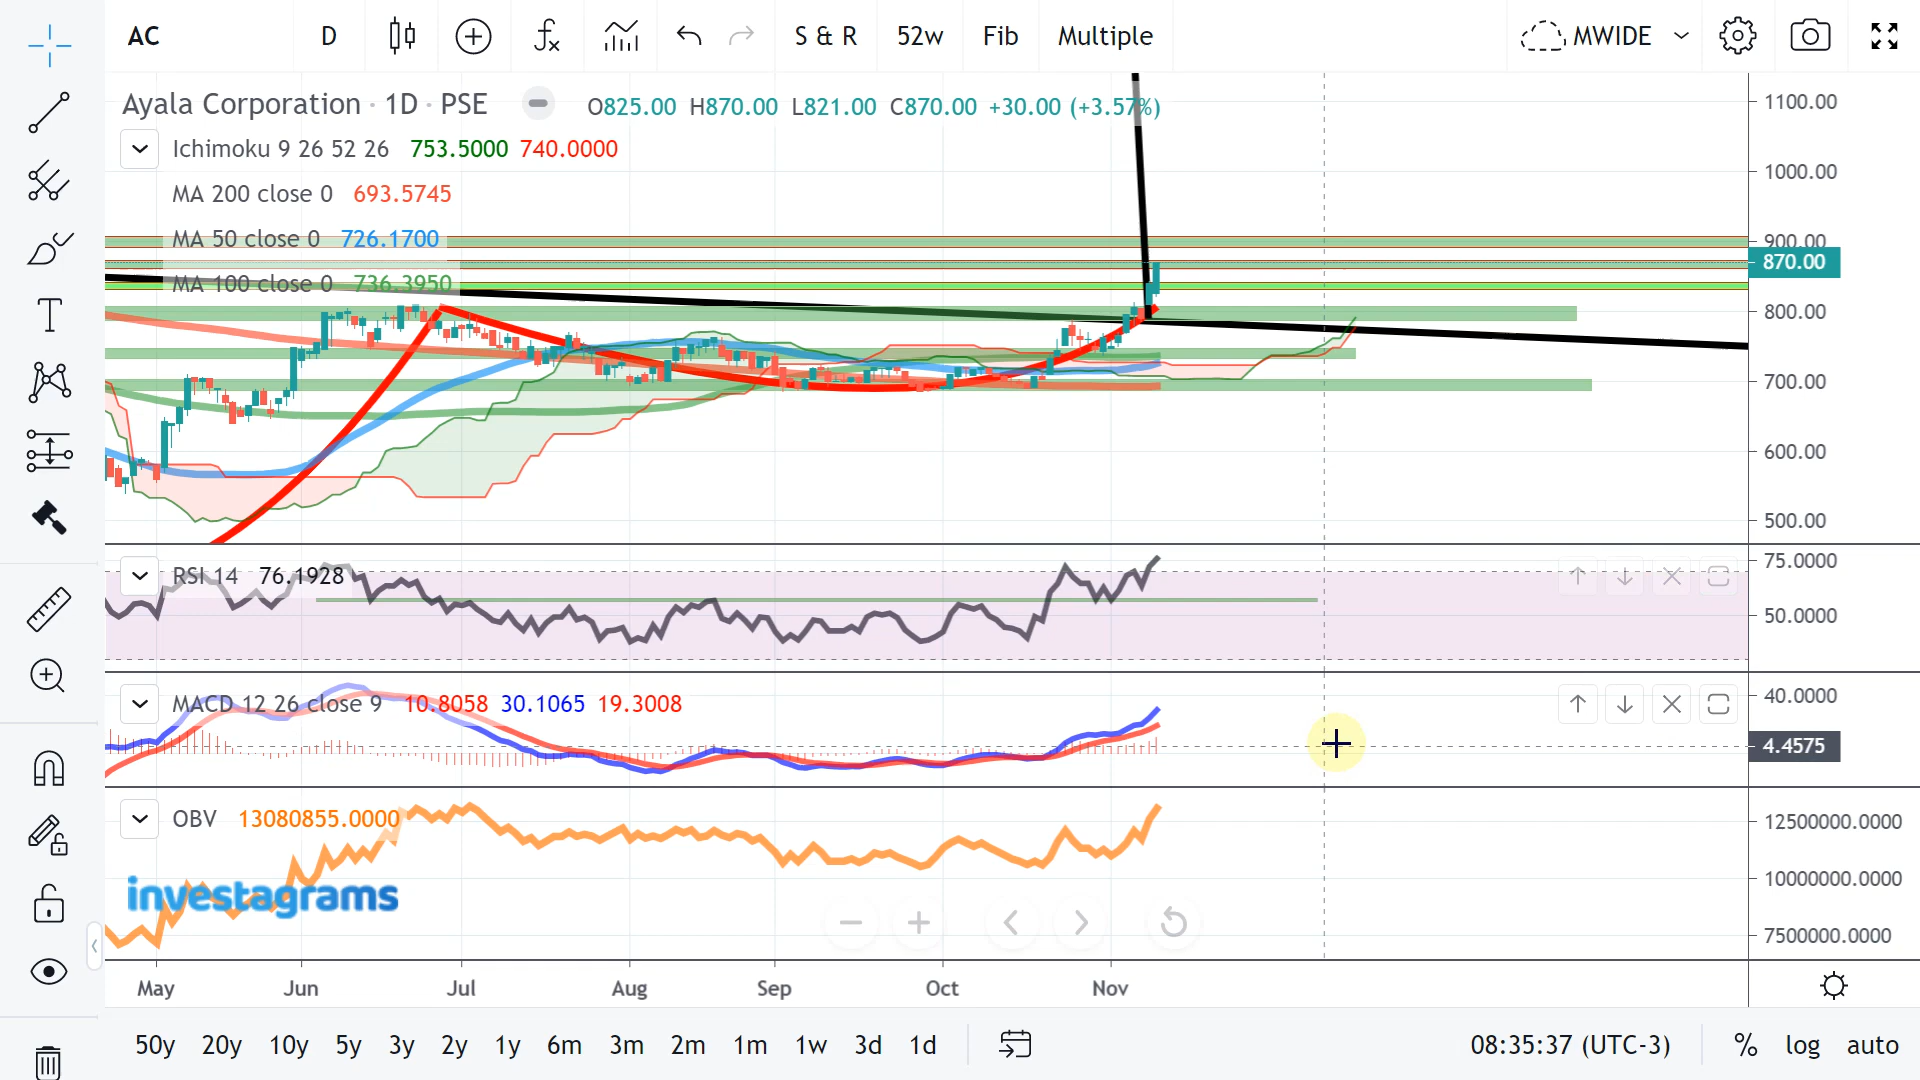 AC D S & R 52w Fib Multiple MWIDE
Ayala Corporation · 1D · PSE O825.00 H870.00 L821.00 C870.00 +30.00 (+3.57%)
Ichimoku 9 26 52 26 753.5000 740.0000
MA 200 close 0 693.5745
MA 50 close 0 726.1700
MA 100 close 0 736.3950
1100.00
1000.00
900.00
870.00
800.00
700.00
600.00
500.00
RSI 14 76.1928
75.0000
50.0000
MACD 12 26 close 9 10.8058 30.1065 19.3008
40.0000
4.4575
OBV 13080855.0000
12500000.0000
10000000.0000
7500000.0000
investagrams
May Jun Jul Aug Sep Oct Nov
50y 20y 10y 5y 3y 2y 1y 6m 3m 2m 1m 1w 3d 1d 08:35:37 (UTC-3) % log auto